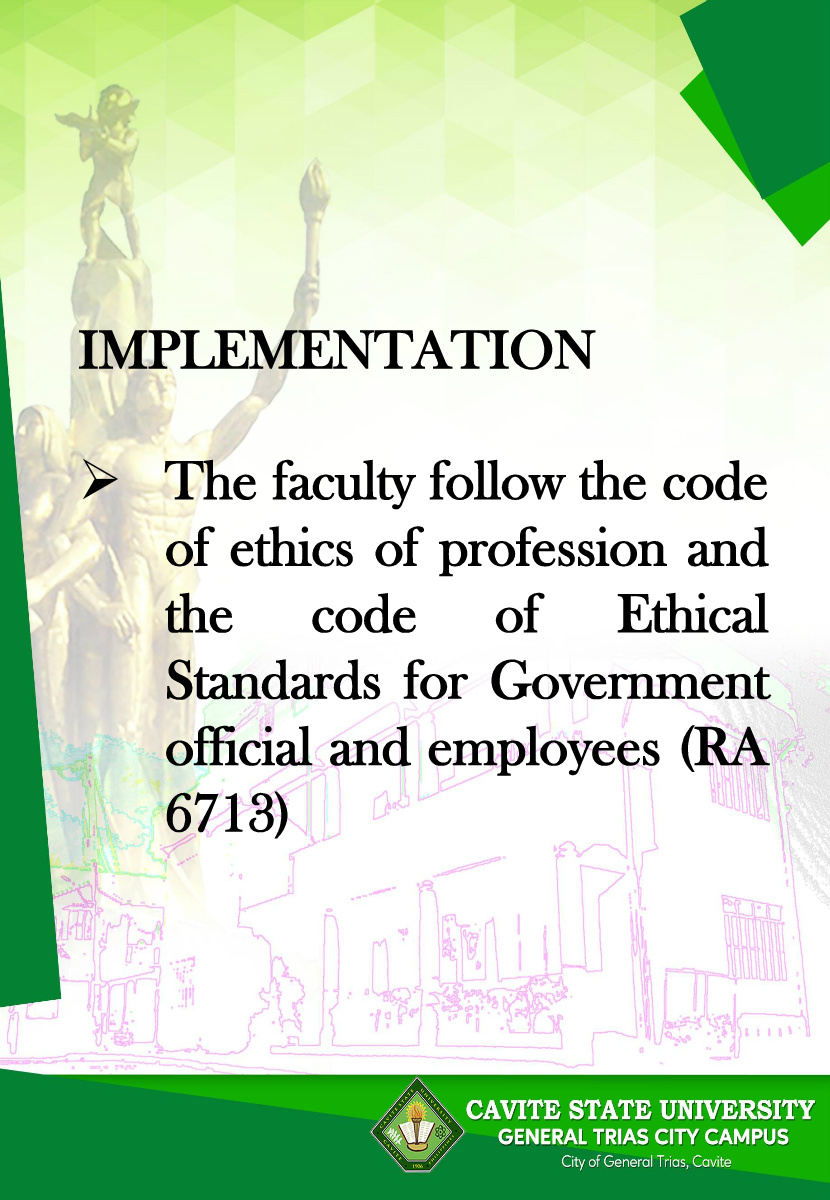 IMPLEMENTATION
➢ The faculty follow the code
of ethics of profession and
the code of Ethical
Standards for Government
official and employees (RA
6713)
CAVITE STATE UNIVERSITY
GENERAL TRIAS CITY CAMPUS
City of General Trias, Cavite
1906